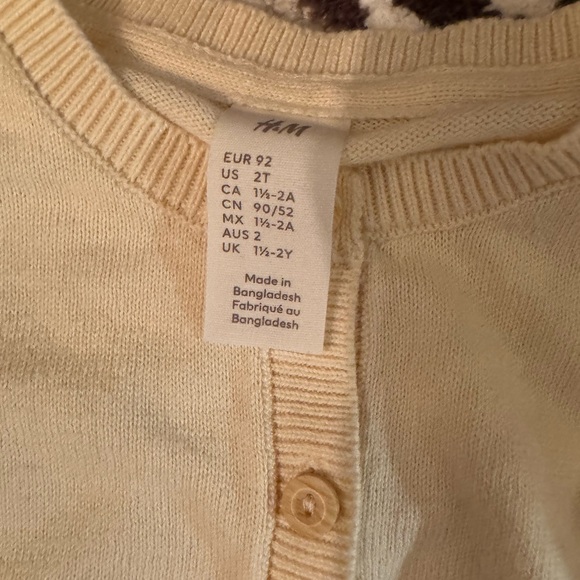 H&M
EUR 92
US 2T
CA 1½-2A
CN 90/52
MX 1½-2A
AUS 2
UK 1½-2Y
Made in
Bangladesh
Fabriqué au
Bangladesh